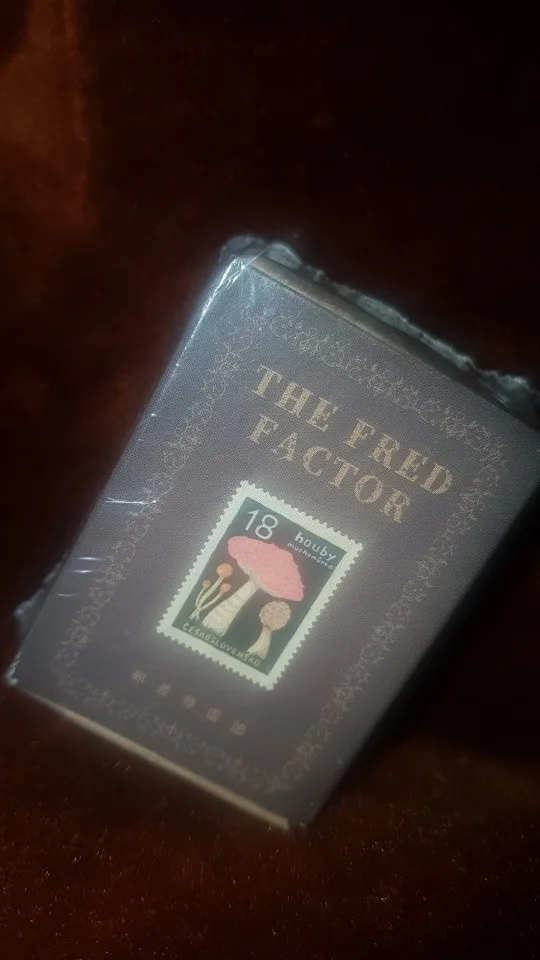 THE FRED
FACTOR
18 houby
ČESKOSLOVENSKO